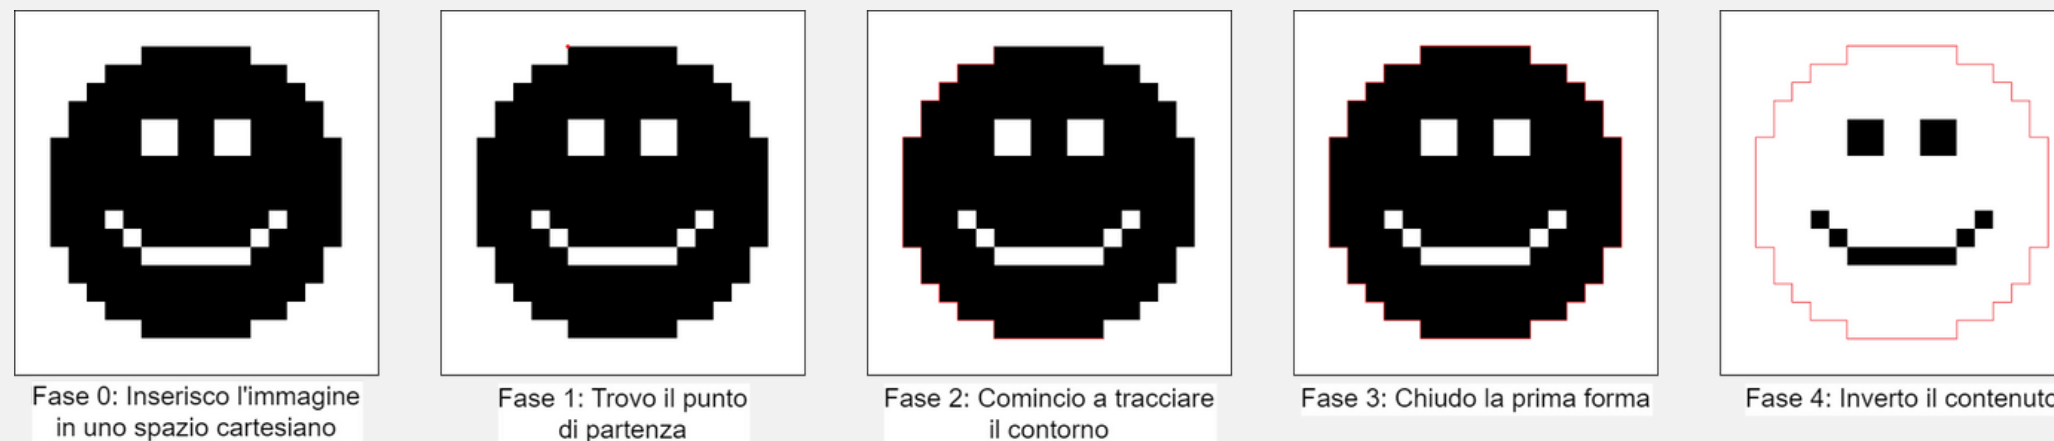 Fase 0: Inserisco l'immagine
in uno spazio cartesiano
Fase 1: Trovo il punto
di partenza
Fase 2: Comincio a tracciare
il contorno
Fase 3: Chiudo la prima forma
Fase 4: Inverto il contenuto